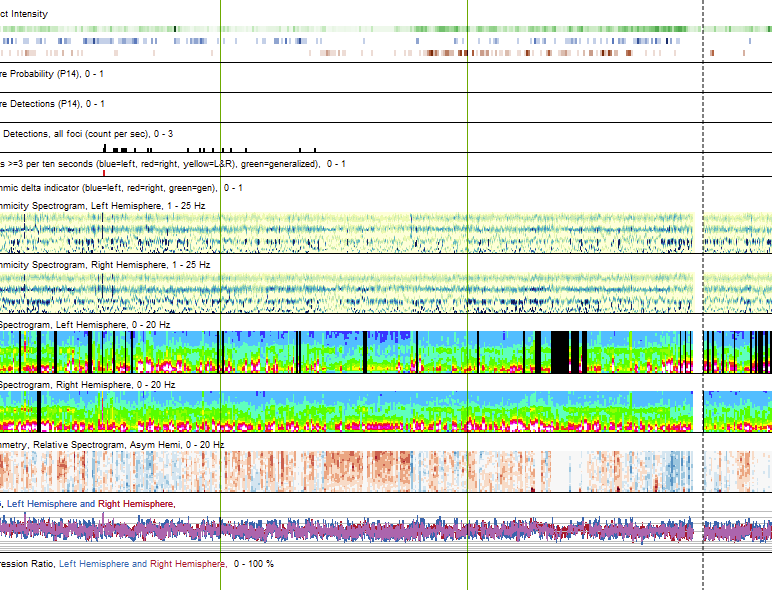 ct Intensity
re Probability (P14), 0 - 1
re Detections (P14), 0 - 1
Detections, all foci (count per sec), 0 - 3
s >=3 per ten seconds (blue=left, red=right, yellow=L&R), green=generalized), 0 - 1
hmic delta indicator (blue=left, red=right, green=gen), 0 - 1
hmicity Spectrogram, Left Hemisphere, 1 - 25 Hz
hmicity Spectrogram, Right Hemisphere, 1 - 25 Hz
Spectrogram, Left Hemisphere, 0 - 20 Hz
Spectrogram, Right Hemisphere, 0 - 20 Hz
mmetry, Relative Spectrogram, Asym Hemi, 0 - 20 Hz
, Left Hemisphere and Right Hemisphere,
ression Ratio, Left Hemisphere and Right Hemisphere, 0 - 100 %